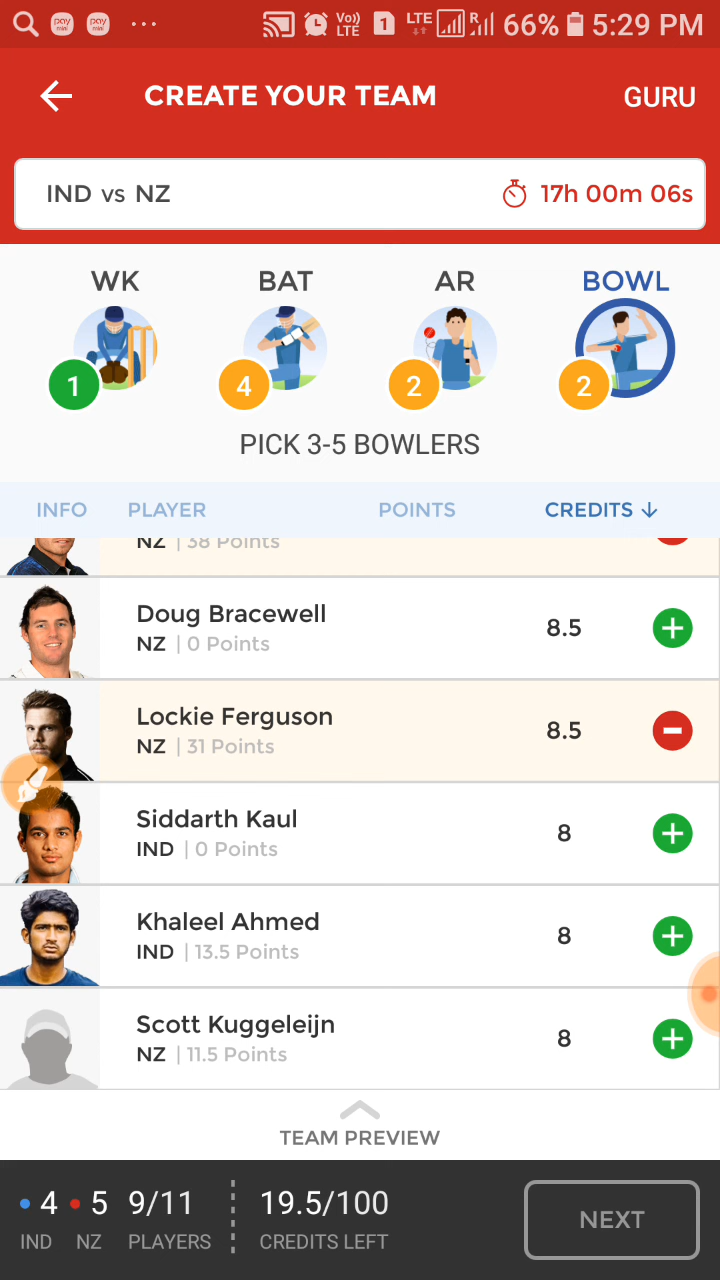 pay mini pay mini ... Vo)) LTE 1 LTE R 66% 5:29 PM
CREATE YOUR TEAM GURU
IND vs NZ 17h 00m 06s
WK BAT AR BOWL
1 4 2 2
PICK 3-5 BOWLERS
INFO PLAYER POINTS CREDITS ↓
NZ | 38 Points
Doug Bracewell
NZ | 0 Points 8.5 +
Lockie Ferguson
NZ | 31 Points 8.5 -
Siddarth Kaul
IND | 0 Points 8 +
Khaleel Ahmed
IND | 13.5 Points 8 +
Scott Kuggeleijn
NZ | 11.5 Points 8 +
TEAM PREVIEW
4 5 9/11 19.5/100
IND NZ PLAYERS CREDITS LEFT NEXT